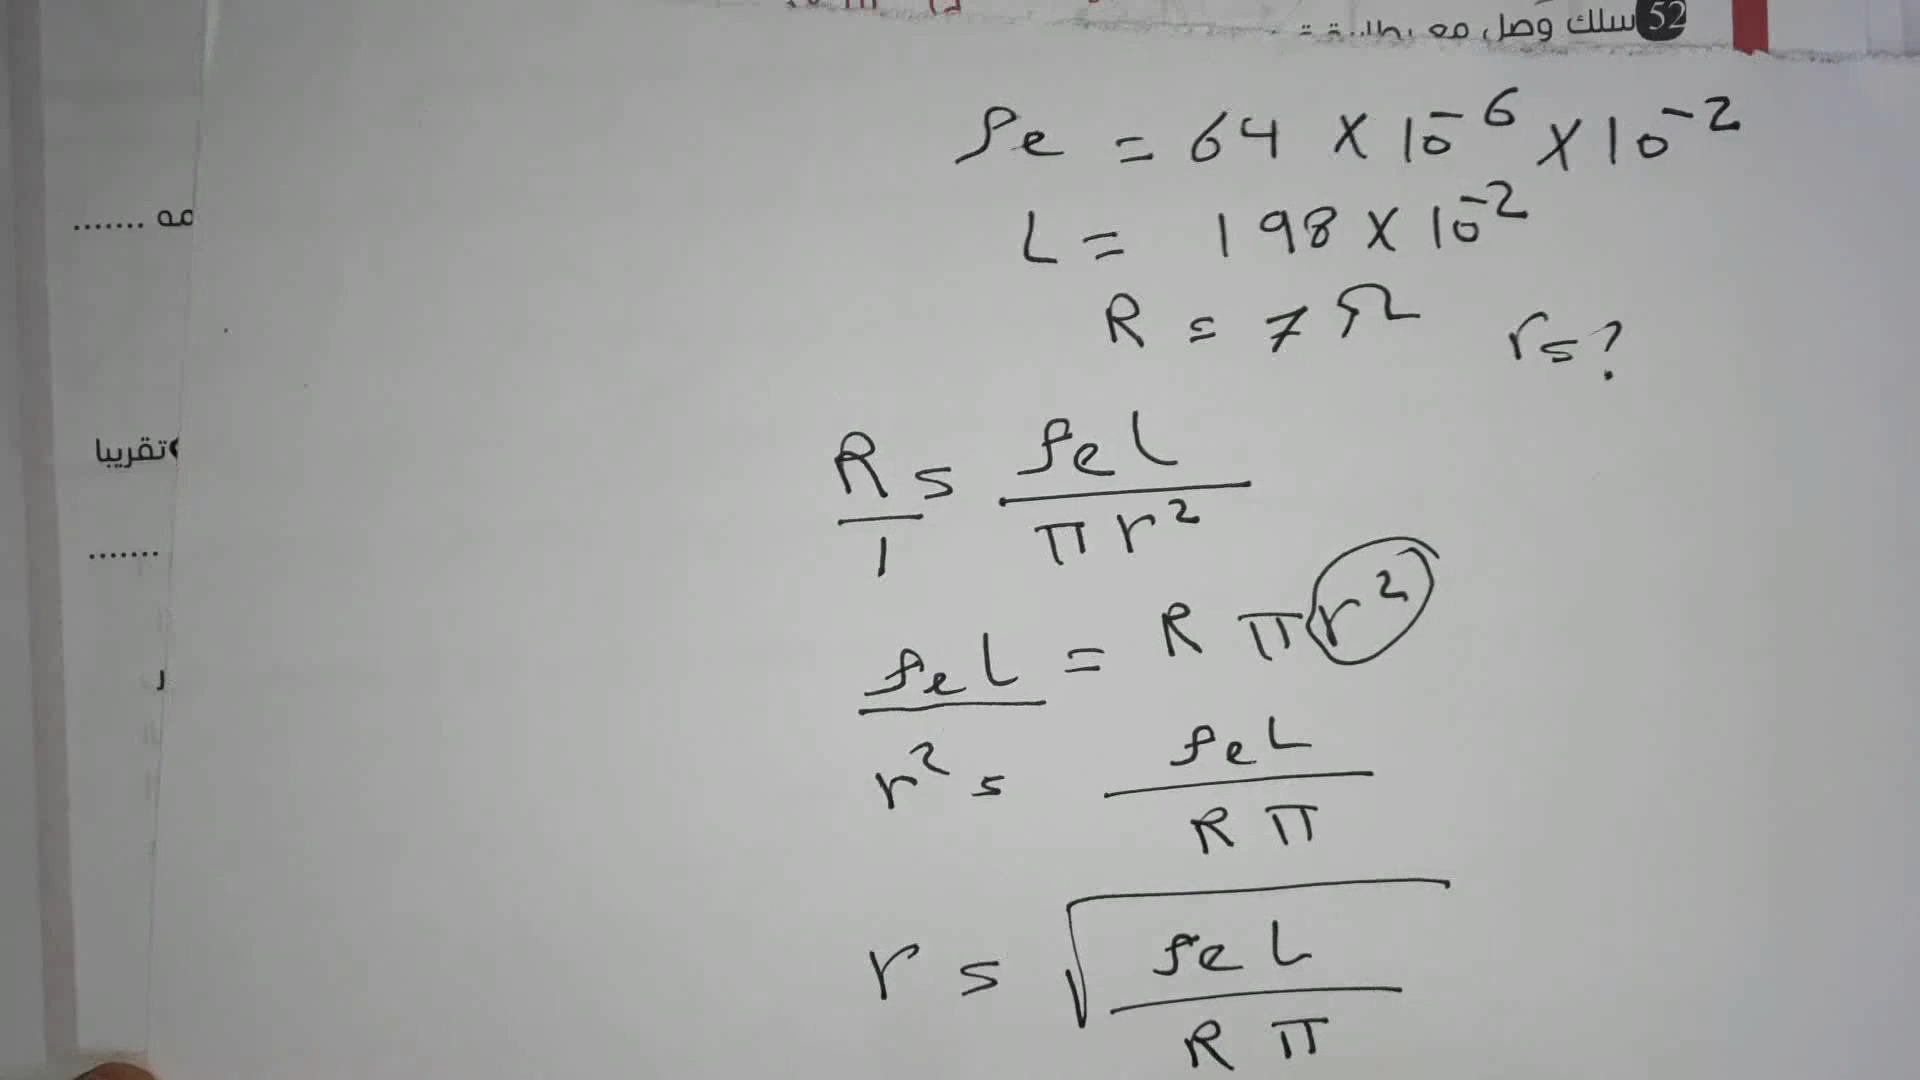 52 سلك وصل مع بطارية
ρe = 64 × 10⁻⁶ × 10⁻²
L = 198 × 10⁻²
R = 7 Ω r = ?
R/1 = ρe L / π r²
ρe L = R π r²
r² = ρe L / R π
r = √(ρe L / R π)
مه .......
تقريبا
.......
ر